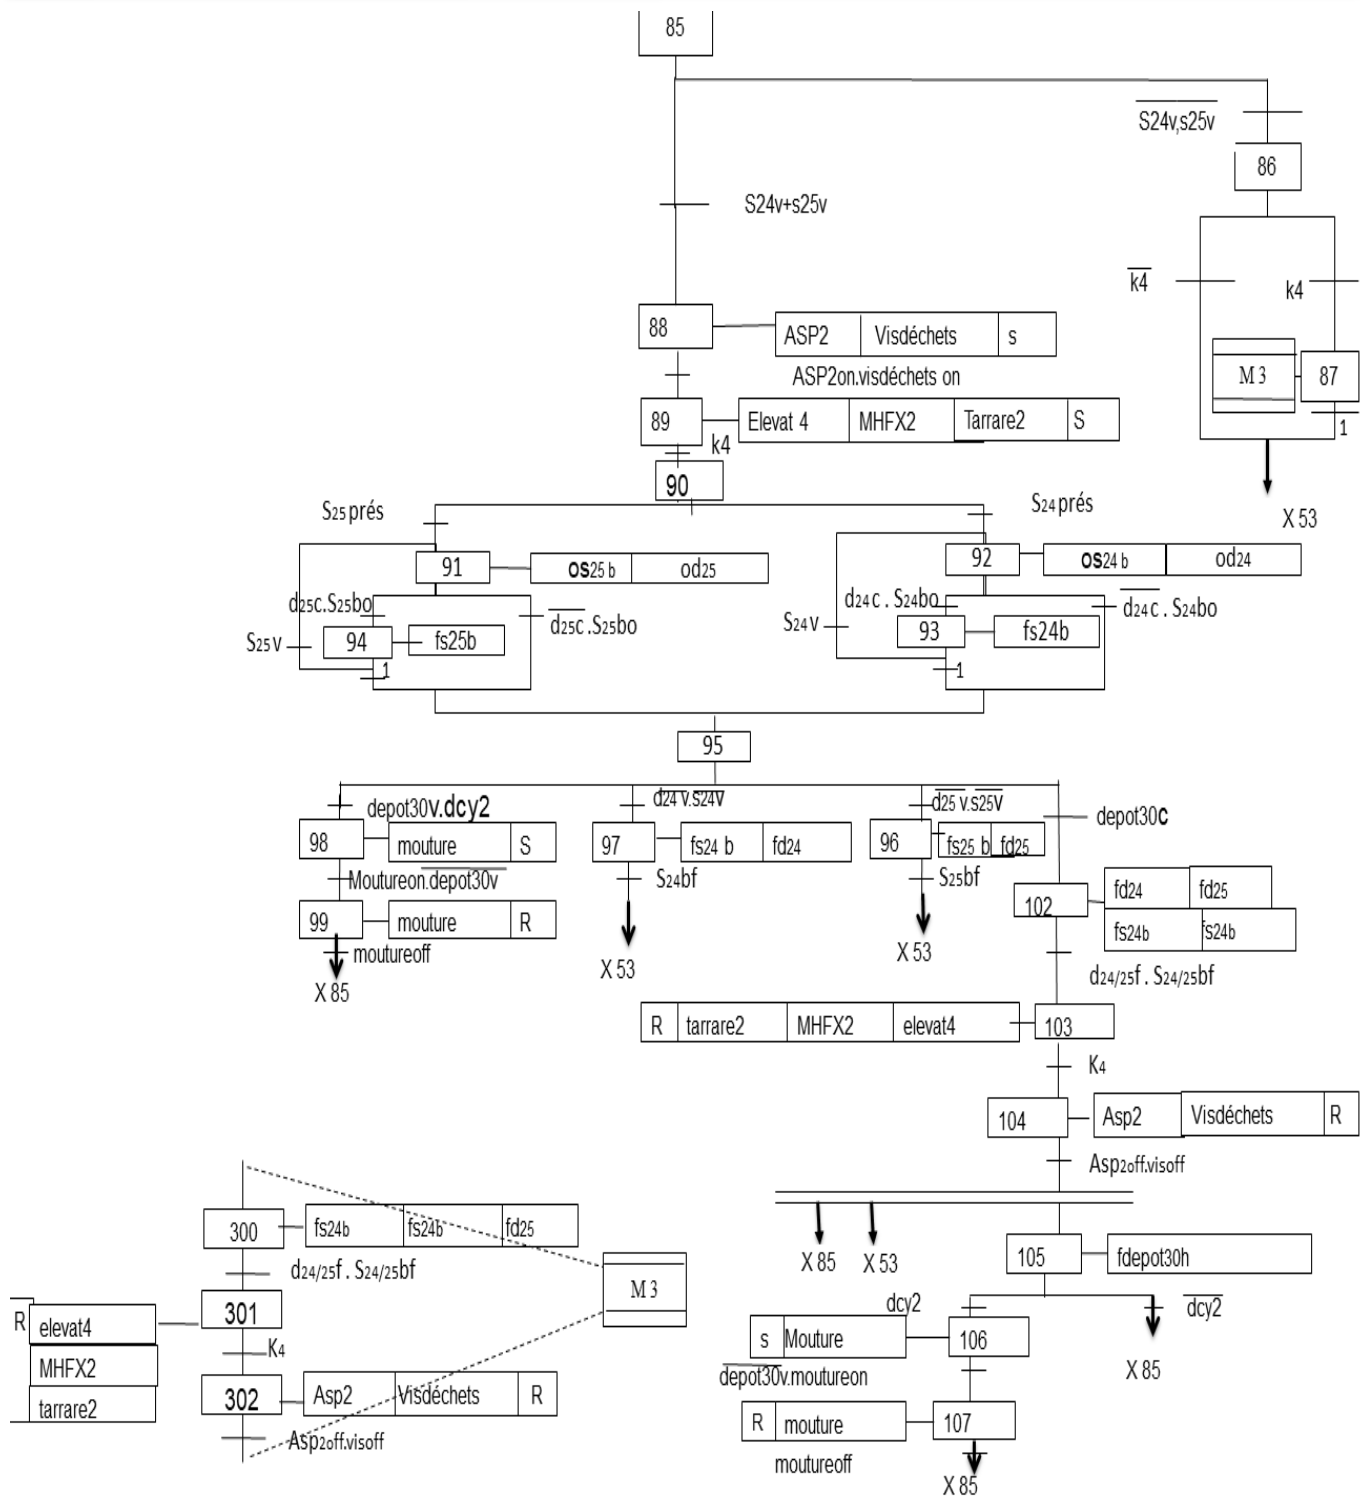 85
S24v,s25v
86
S24v+s25v
k4
k4
88
ASP2 Visdéchets s
M 3
87
ASP2on.visdéchets on
89
Elevat 4 MHFX2 Tarrare2 S
1
k4
90
S25 prés
S24 prés
X 53
91
os25 b od25
92
os24 b od24
d25c.S25bo
d25c.S25bo
d24c . S24bo
d24c . S24bo
S25v
94
fs25b
S24v
93
fs24b
1
1
95
depot30v.dcy2
d24 v.s24v
d25 v.s25v
depot30c
98
mouture S
97
fs24 b fd24
96
fs25 b fd25
Moutureon.depot30v
S24bf
S25bf
102
fd24 fd25
fs24b fs24b
99
mouture R
moutureoff
X 85
X 53
X 53
d24/25f . S24/25bf
R tarrare2 MHFX2 elevat4
103
K4
104
Asp2 Visdéchets R
Asp2off.visoff
300
fs24b fs24b fd25
X 85
X 53
105
fdepot30h
d24/25f . S24/25bf
M 3
R elevat4
301
MHFX2
tarrare2
K4
302
Asp2 Visdéchets R
Asp2off.visoff
dcy2
dcy2
s Mouture
106
X 85
depot30v.moutureon
R mouture
107
moutureoff
X 85